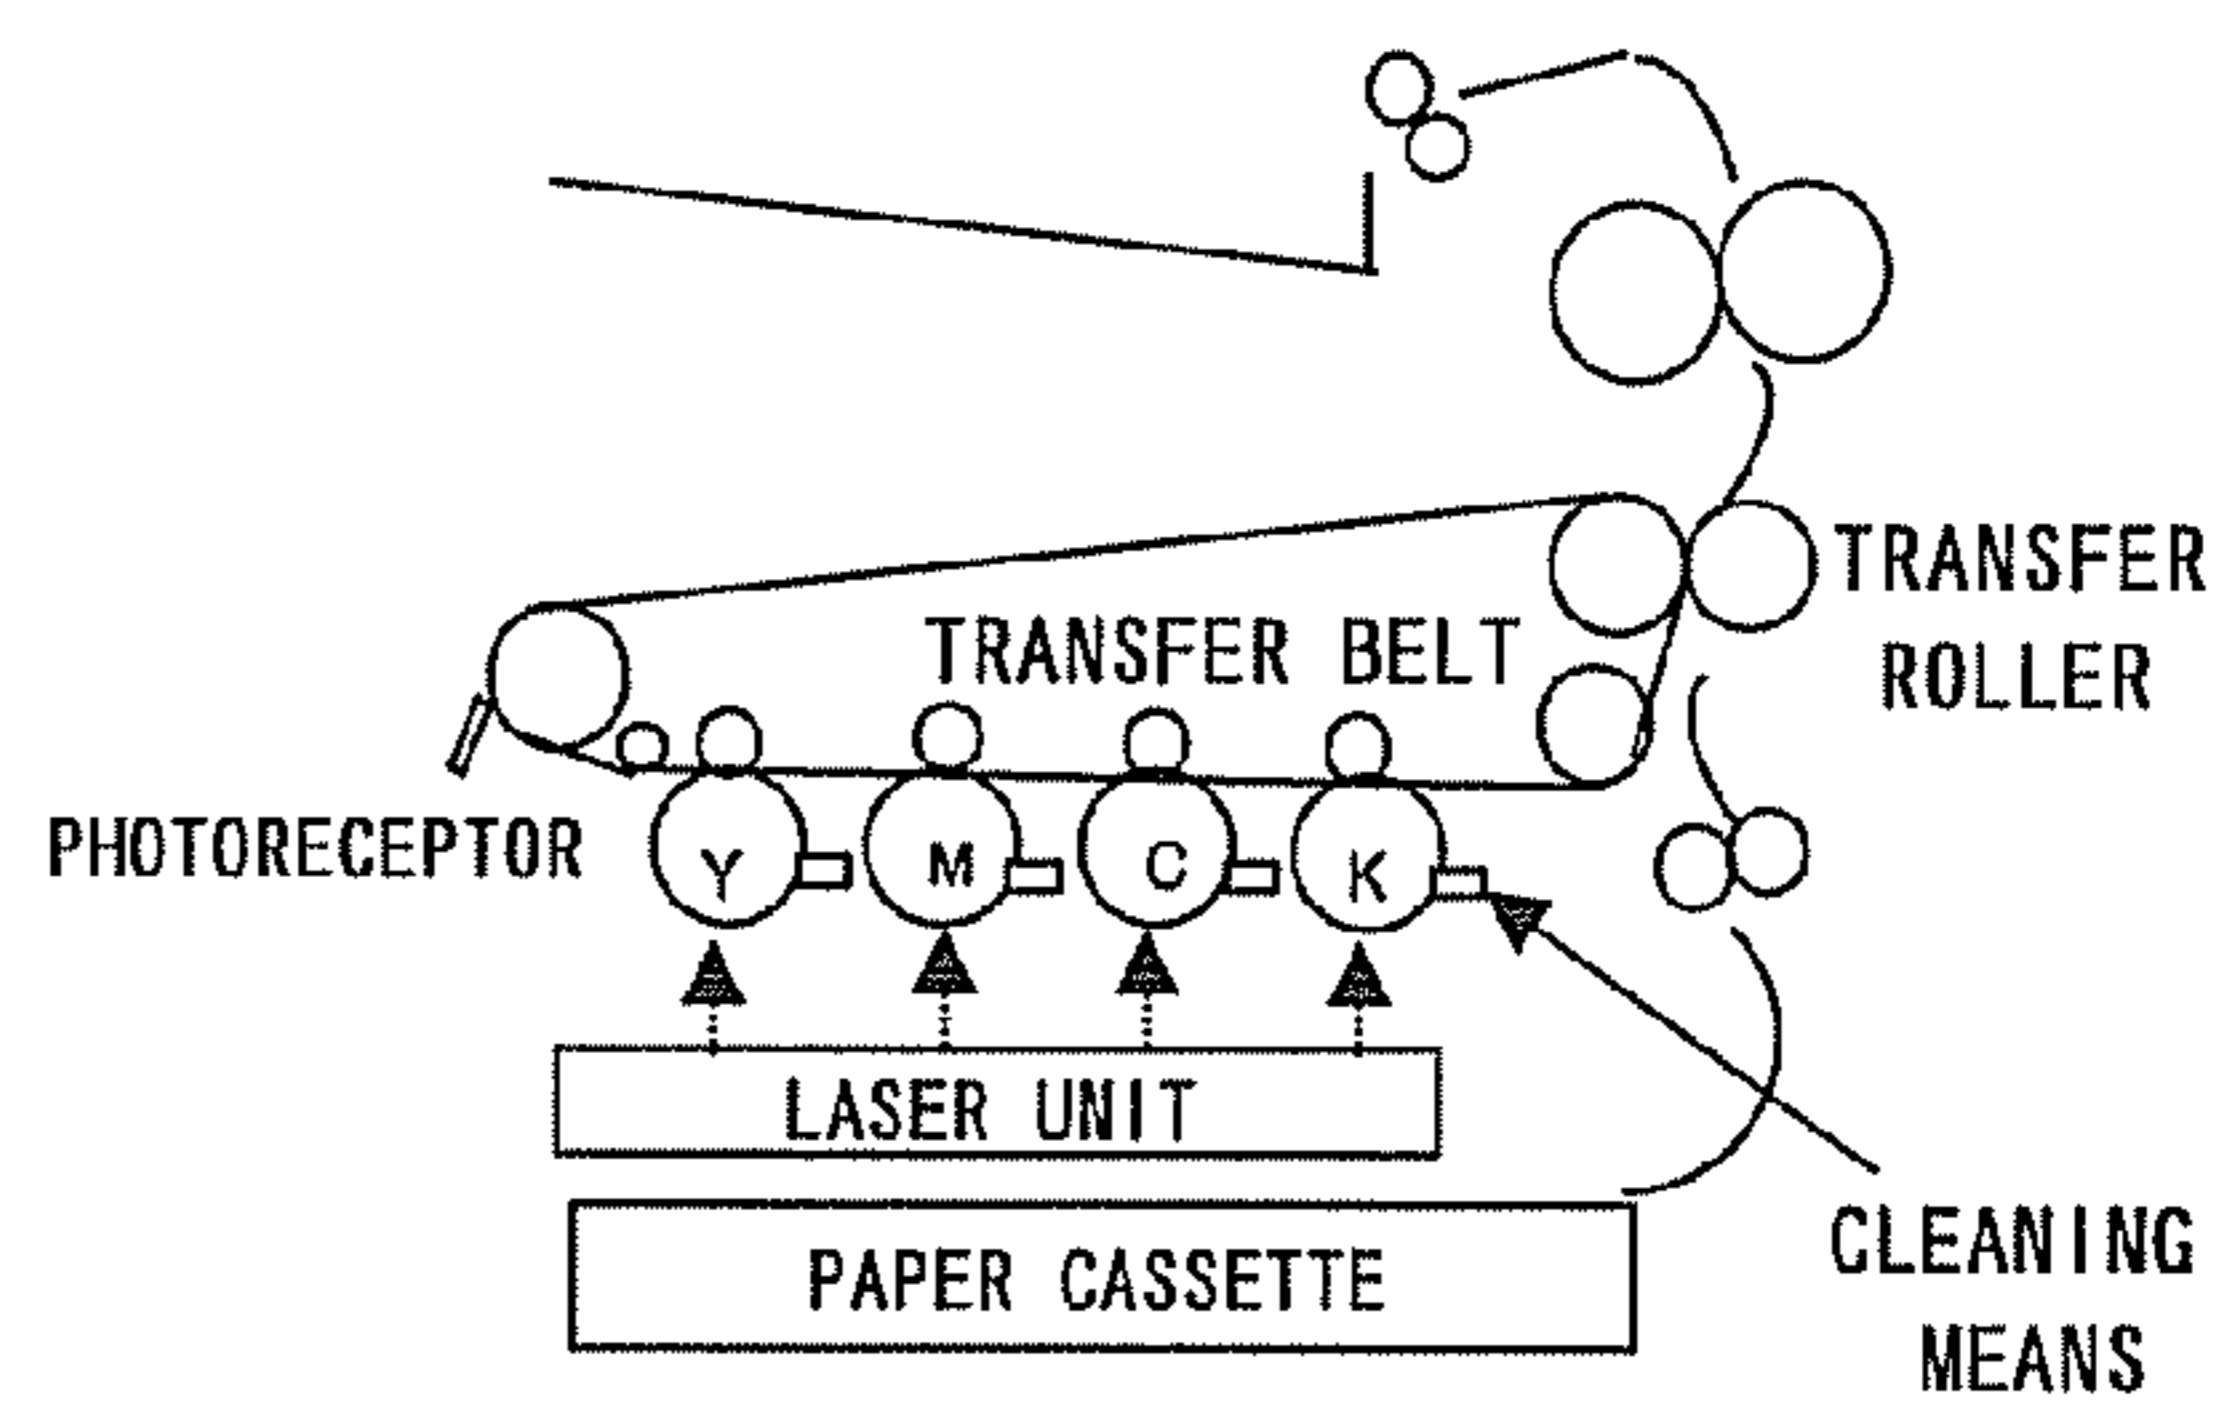 TRANSFER
ROLLER
TRANSFER BELT
PHOTORECEPTOR
Y M C K
LASER UNIT
PAPER CASSETTE
CLEANING
MEANS